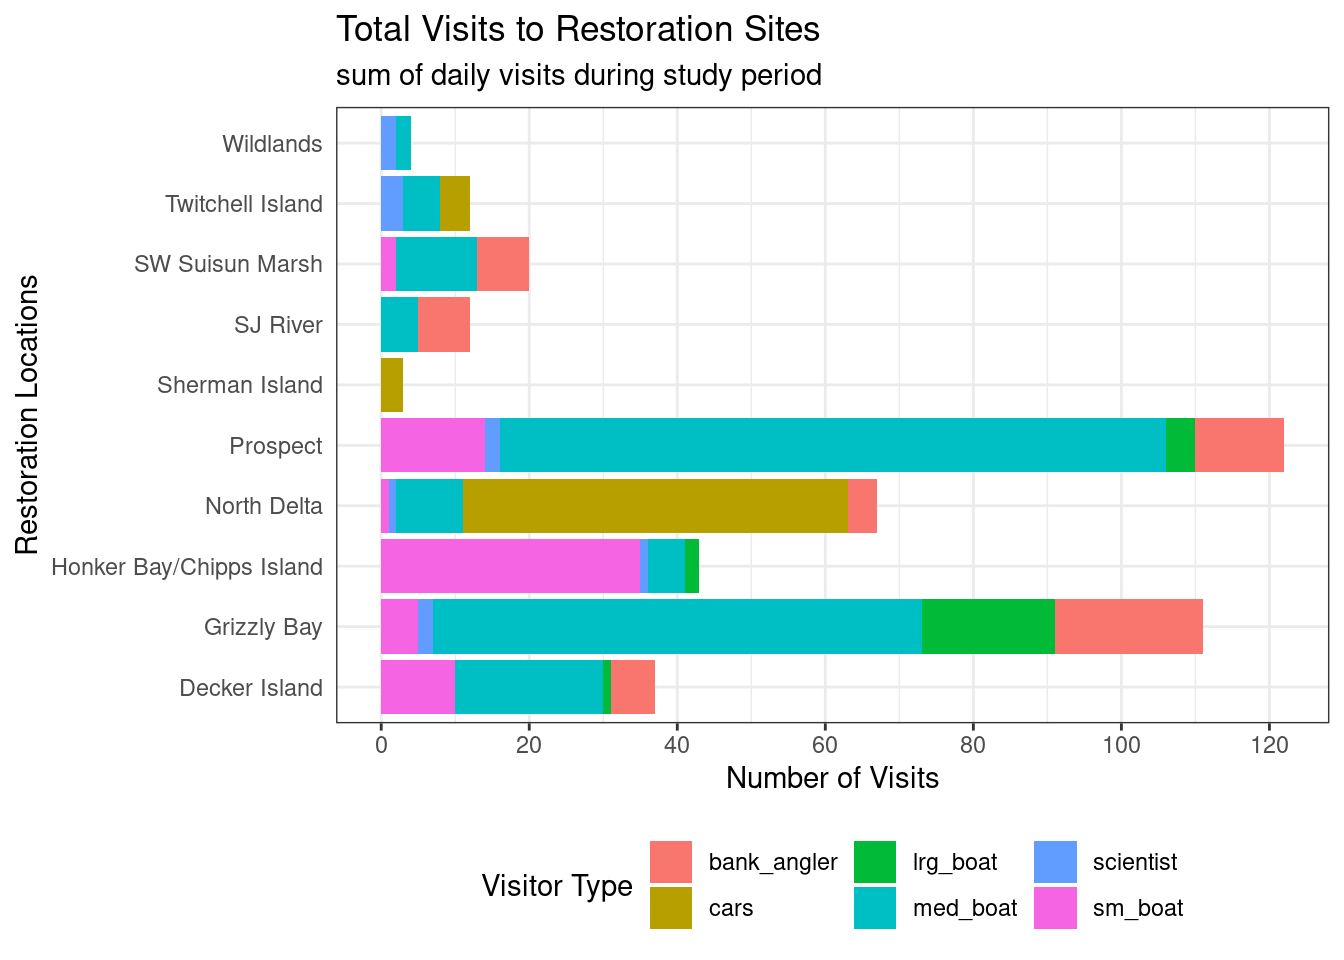 Total Visits to Restoration Sites
sum of daily visits during study period
Restoration Locations
Wildlands
Twitchell Island
SW Suisun Marsh
SJ River
Sherman Island
Prospect
North Delta
Honker Bay/Chipps Island
Grizzly Bay
Decker Island
0 20 40 60 80 100 120
Number of Visits
Visitor Type
bank_angler lrg_boat scientist
cars med_boat sm_boat